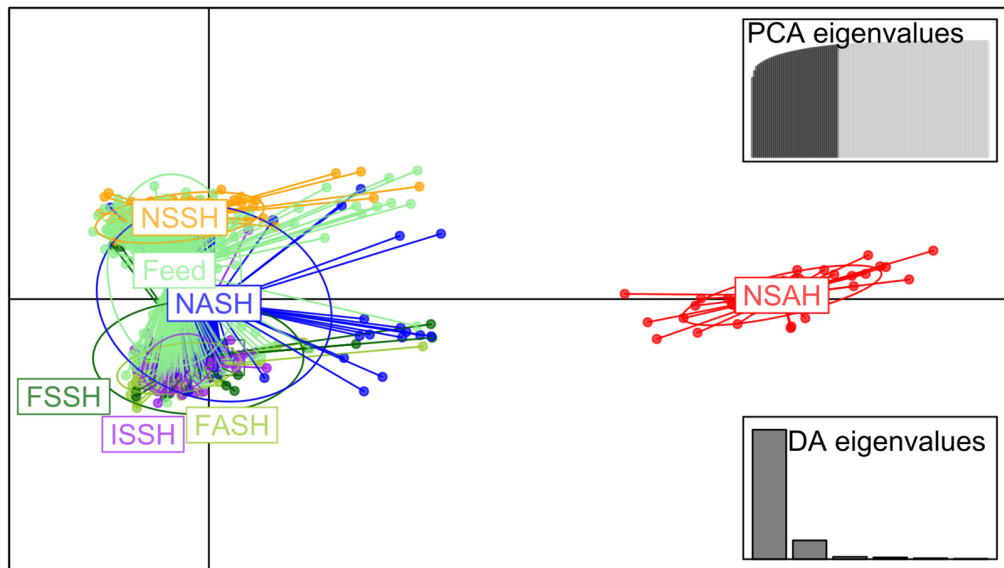 PCA eigenvalues
NSSH
Feed
NASH
NSAH
FSSH
ISSH
FASH
DA eigenvalues